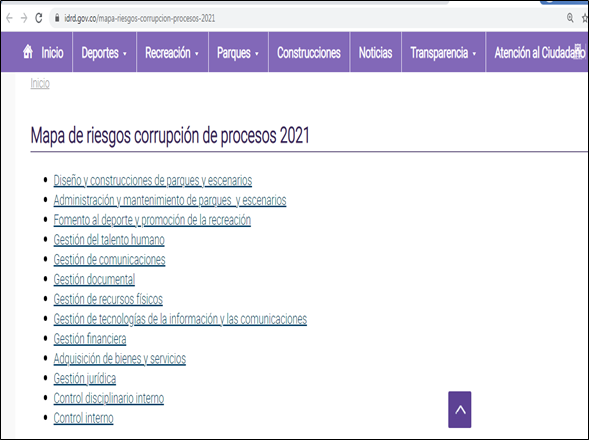 idrd.gov.co/mapa-riesgos-corrupcion-procesos-2021
Inicio Deportes Recreación Parques Construcciones Noticias Transparencia Atención al Ciudadano
Inicio
Mapa de riesgos corrupción de procesos 2021
Diseño y construcciones de parques y escenarios
Administración y mantenimiento de parques y escenarios
Fomento al deporte y promoción de la recreación
Gestión del talento humano
Gestión de comunicaciones
Gestión documental
Gestión de recursos físicos
Gestión de tecnologías de la información y las comunicaciones
Gestión financiera
Adquisición de bienes y servicios
Gestión jurídica
Control disciplinario interno
Control interno